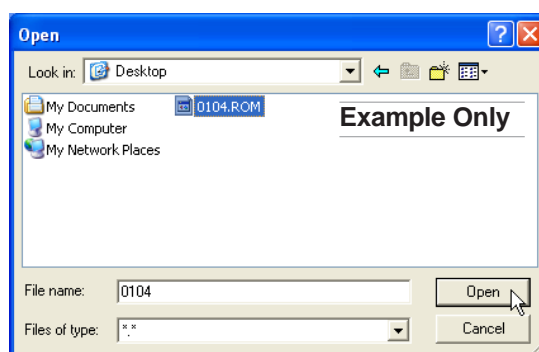 Open
Look in: Desktop
My Documents 0104.ROM
Example Only
My Computer
My Network Places
File name: 0104 Open
Files of type: *.* Cancel